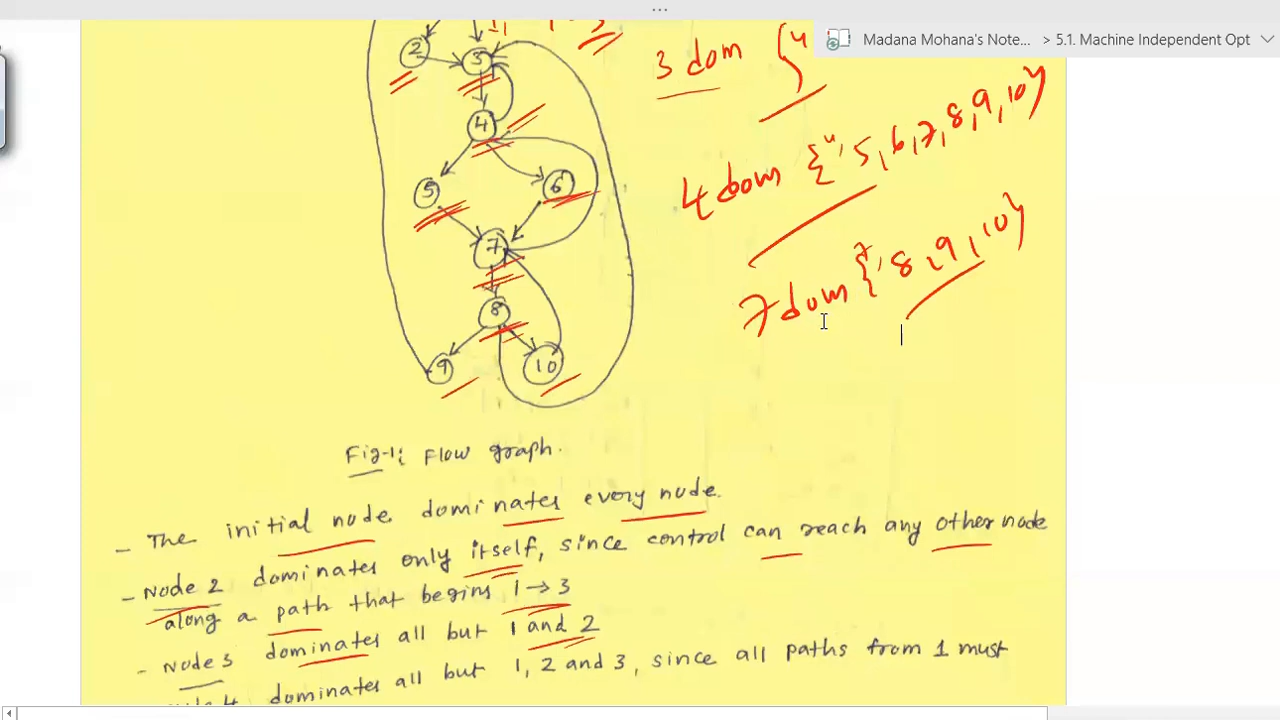 Madana Mohana's Note... > 5.1. Machine Independent Opt
2 3
3 dom {4
4
4 dom {4, 5, 6, 7, 8, 9, 10}
5 6
7
7 dom {7, 8, 9, 10}
8
9 10
Fig-1: Flow graph.
- The initial node dominates every node.
- Node 2 dominates only itself, since control can reach any other node
along a path that begins 1 → 3
- Node 3 dominates all but 1 and 2
4 dominates all but 1, 2 and 3, since all paths from 1 must